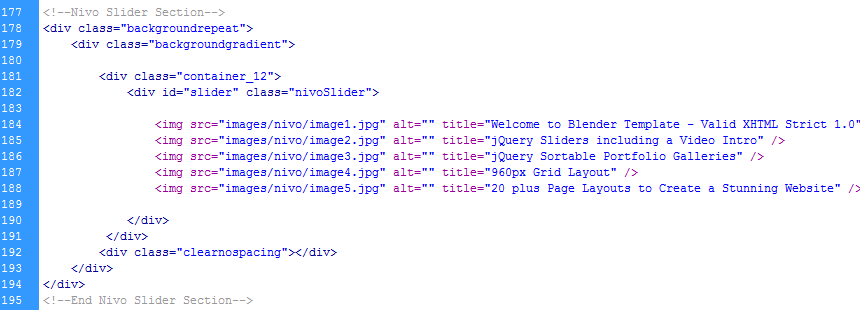 177 <!--Nivo Slider Section-->
178 <div class="backgroundrepeat">
179     <div class="backgroundgradient">
180
181         <div class="container_12">
182             <div id="slider" class="nivoSlider">
183
184                 <img src="images/nivo/image1.jpg" alt="" title="Welcome to Blender Template - Valid XHTML Strict 1.0"
185                 <img src="images/nivo/image2.jpg" alt="" title="jQuery Sliders including a Video Intro" />
186                 <img src="images/nivo/image3.jpg" alt="" title="jQuery Sortable Portfolio Galleries" />
187                 <img src="images/nivo/image4.jpg" alt="" title="960px Grid Layout" />
188                 <img src="images/nivo/image5.jpg" alt="" title="20 plus Page Layouts to Create a Stunning Website" />
189
190             </div>
191          </div>
192         <div class="clearnospacing"></div>
193     </div>
194 </div>
195 <!--End Nivo Slider Section-->